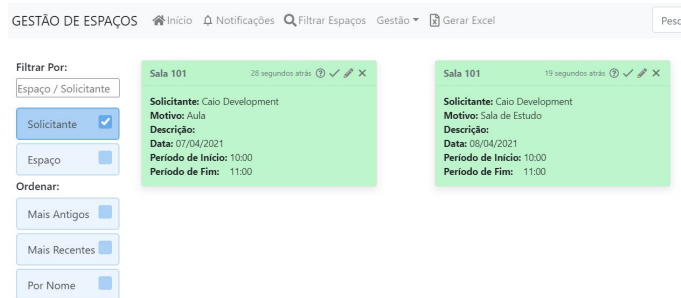 GESTÃO DE ESPAÇOS Início Notificações Filtrar Espaços Gestão Gerar Excel
Filtrar Por:
Espaço / Solicitante
Solicitante
Espaço
Ordenar:
Mais Antigos
Mais Recentes
Por Nome
Sala 101 28 segundos atrás
Solicitante: Caio Development
Motivo: Aula
Descrição:
Data: 07/04/2021
Período de Início: 10:00
Período de Fim: 11:00
Sala 101 19 segundos atrás
Solicitante: Caio Development
Motivo: Sala de Estudo
Descrição:
Data: 08/04/2021
Período de Início: 10:00
Período de Fim: 11:00